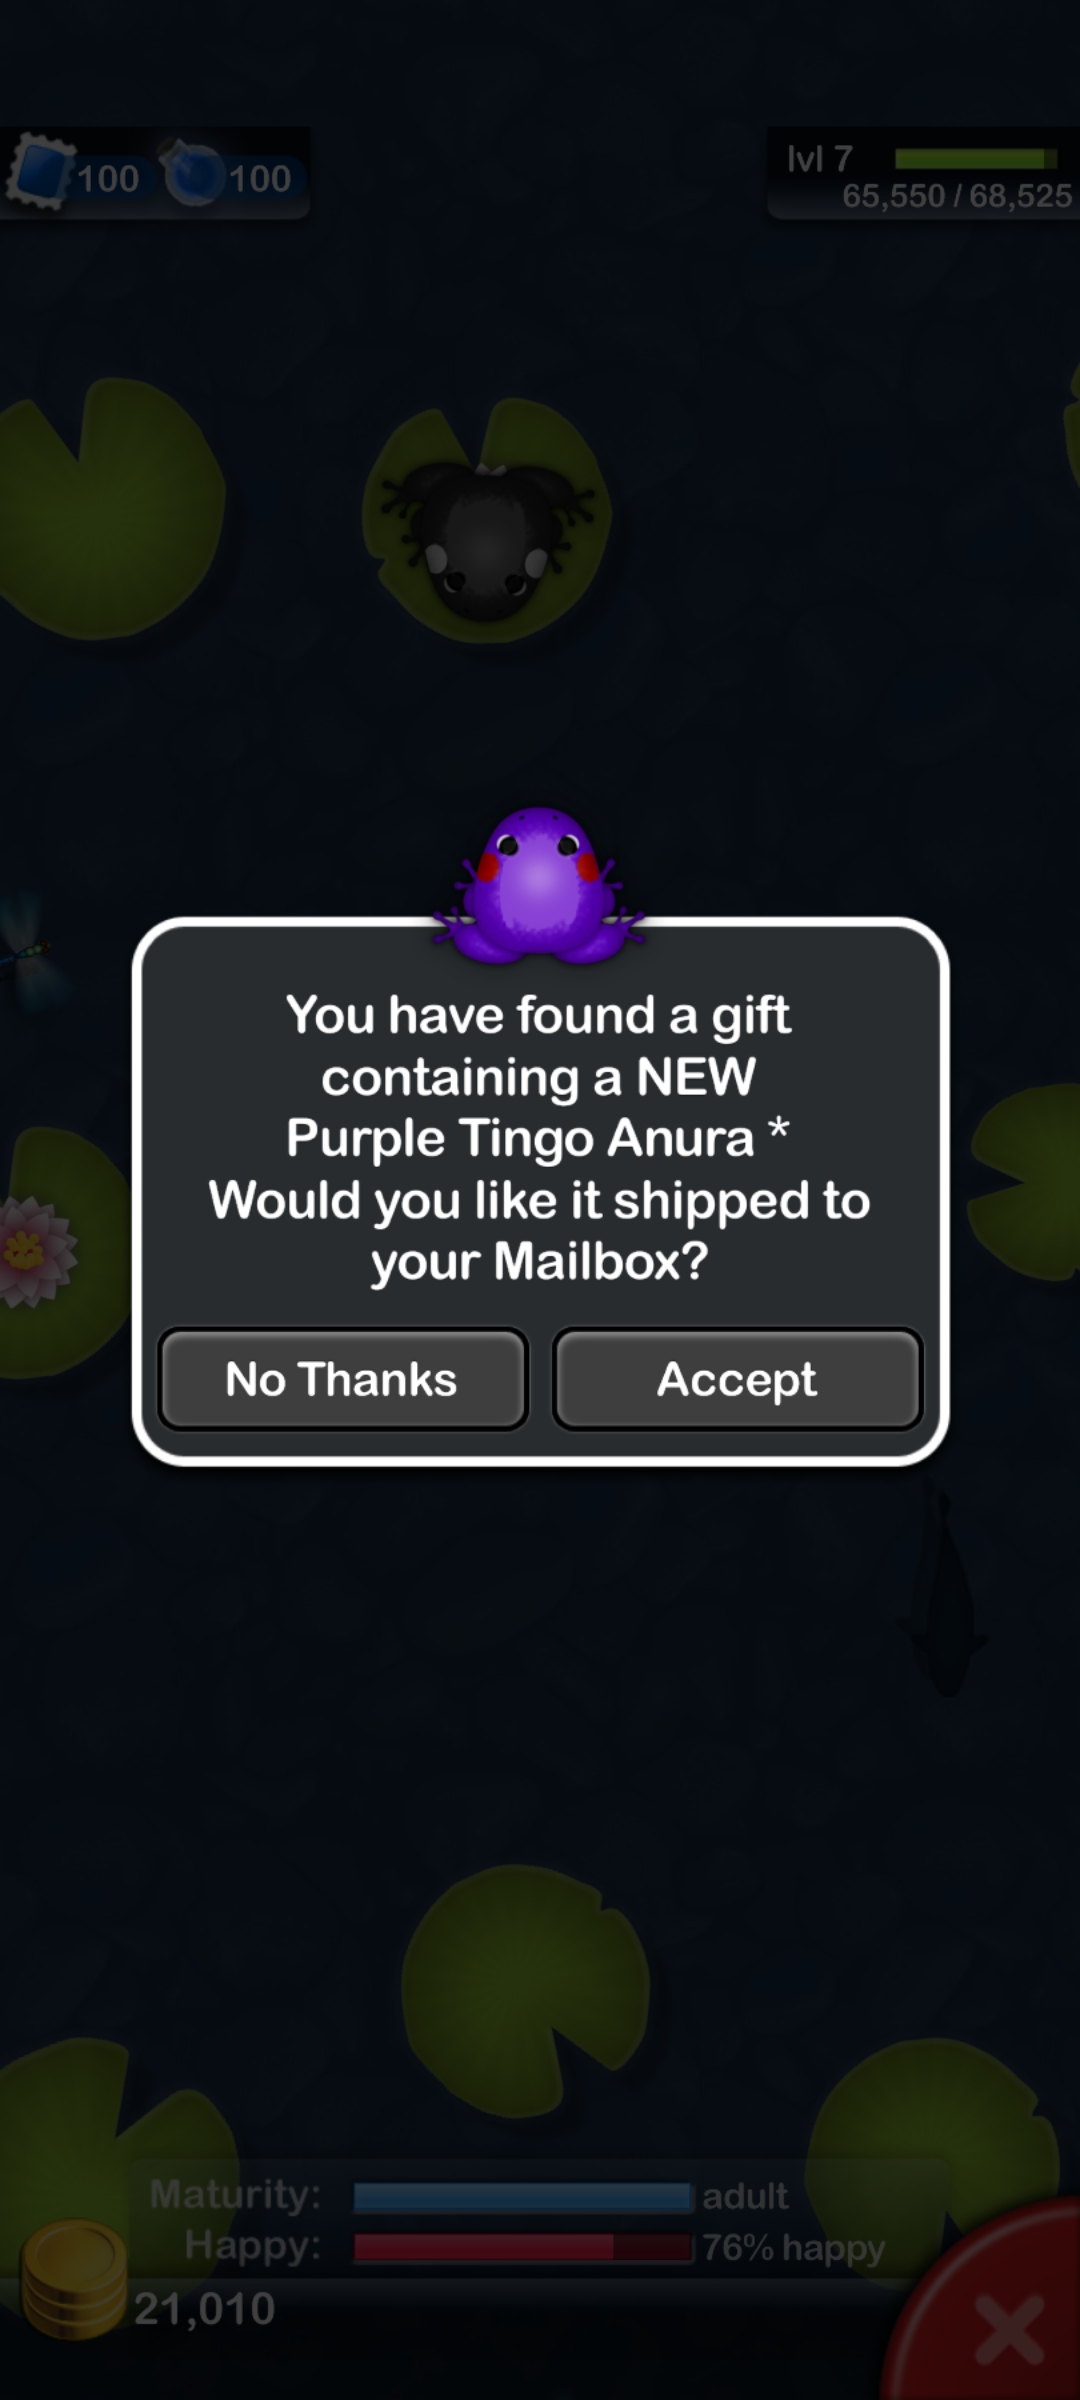 100 100
lvl 7
65,550 / 68,525
You have found a gift
containing a NEW
Purple Tingo Anura *
Would you like it shipped to
your Mailbox?
No Thanks Accept
Maturity: adult
Happy: 76% happy
21,010